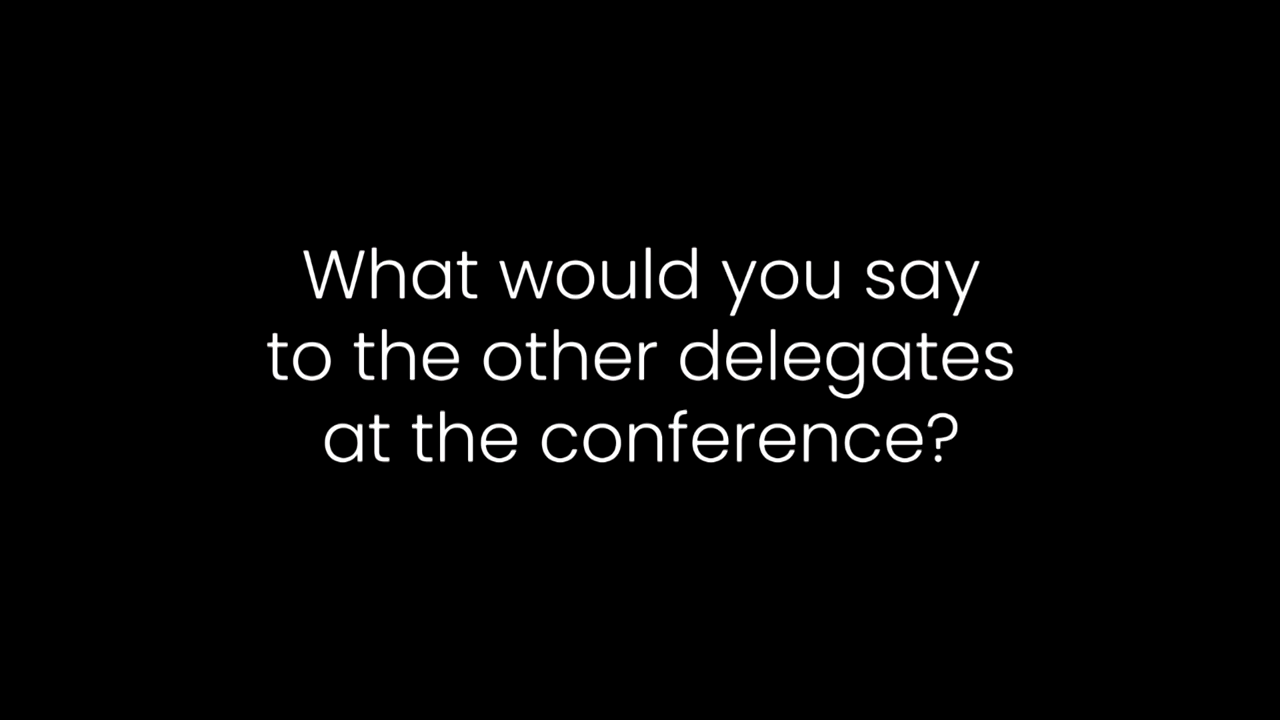 What would you say
to the other delegates
at the conference?